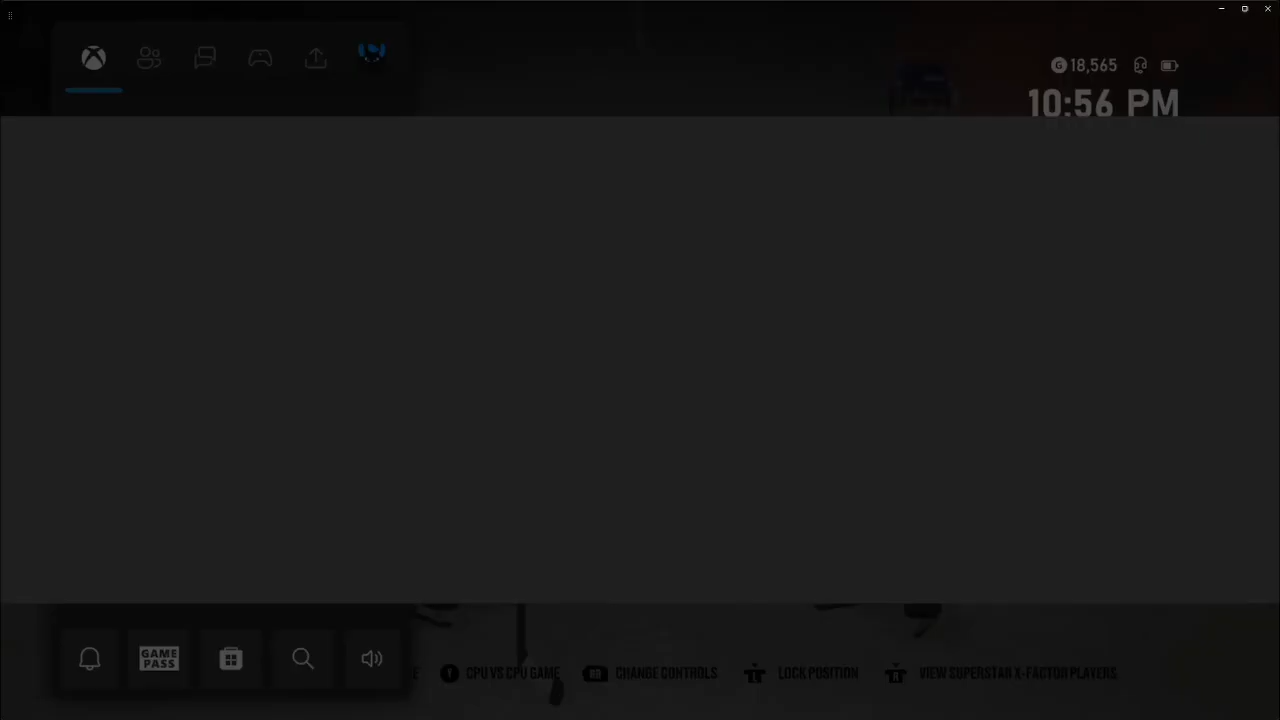 18,565
10:56 PM
GAME
PASS
CPU VS CPU GAME
CHANGE CONTROLS
LOCK POSITION
VIEW SUPERSTAR X-FACTOR PLAYERS